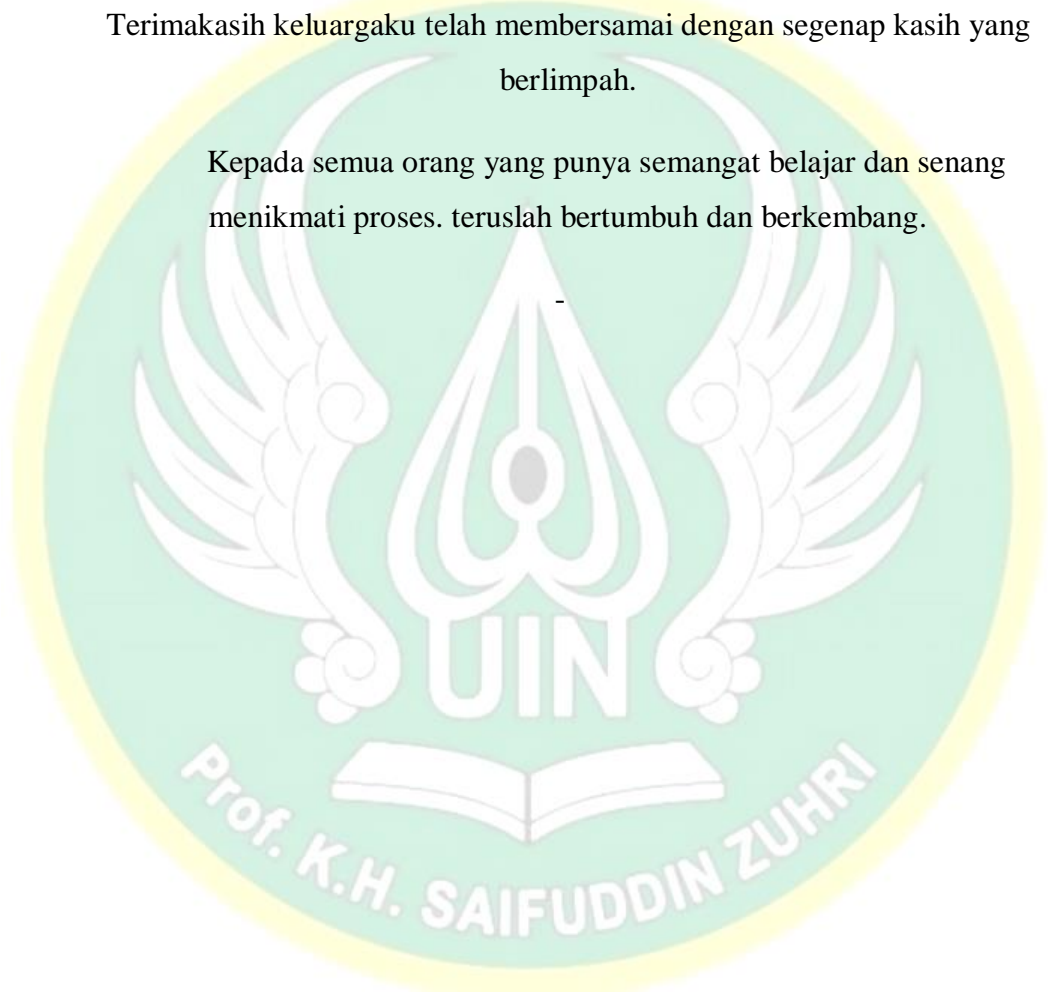 Terimakasih keluargaku telah membersamai dengan segenap kasih yang
berlimpah.
Kepada semua orang yang punya semangat belajar dan senang
menikmati proses. teruslah bertumbuh dan berkembang.
-
UIN
Prof. K.H. SAIFUDDIN ZUHRI